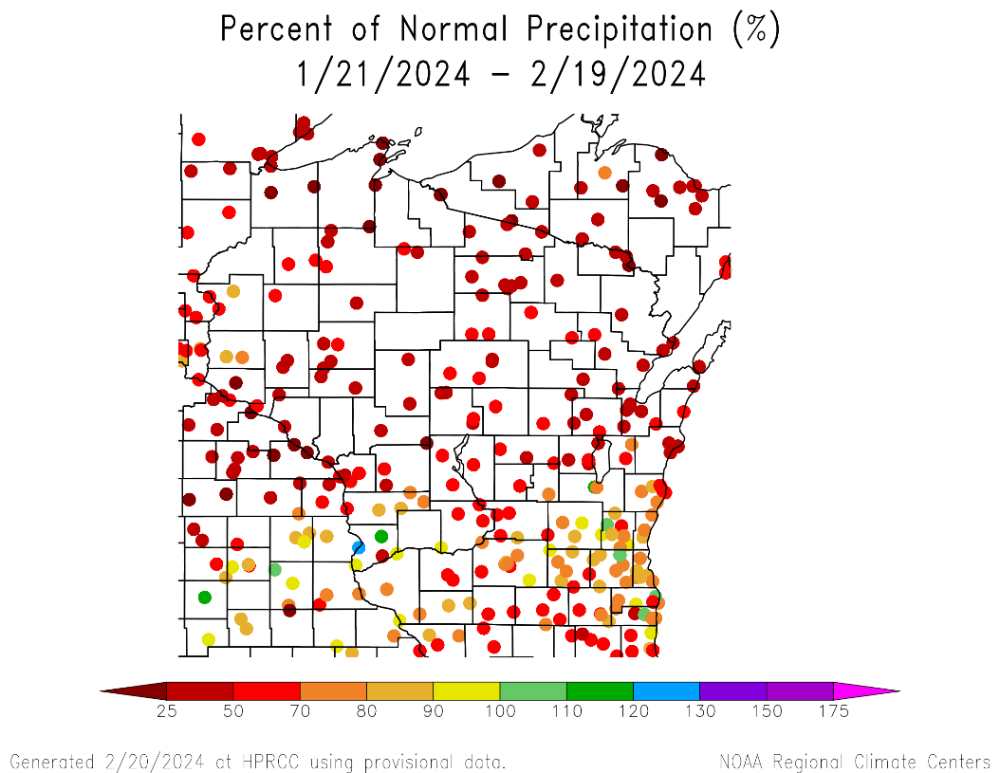 Percent of Normal Precipitation (%)
1/21/2024 – 2/19/2024
25 50 70 80 90 100 110 120 130 150 175
Generated 2/20/2024 at HPRCC using provisional data. NOAA Regional Climate Centers